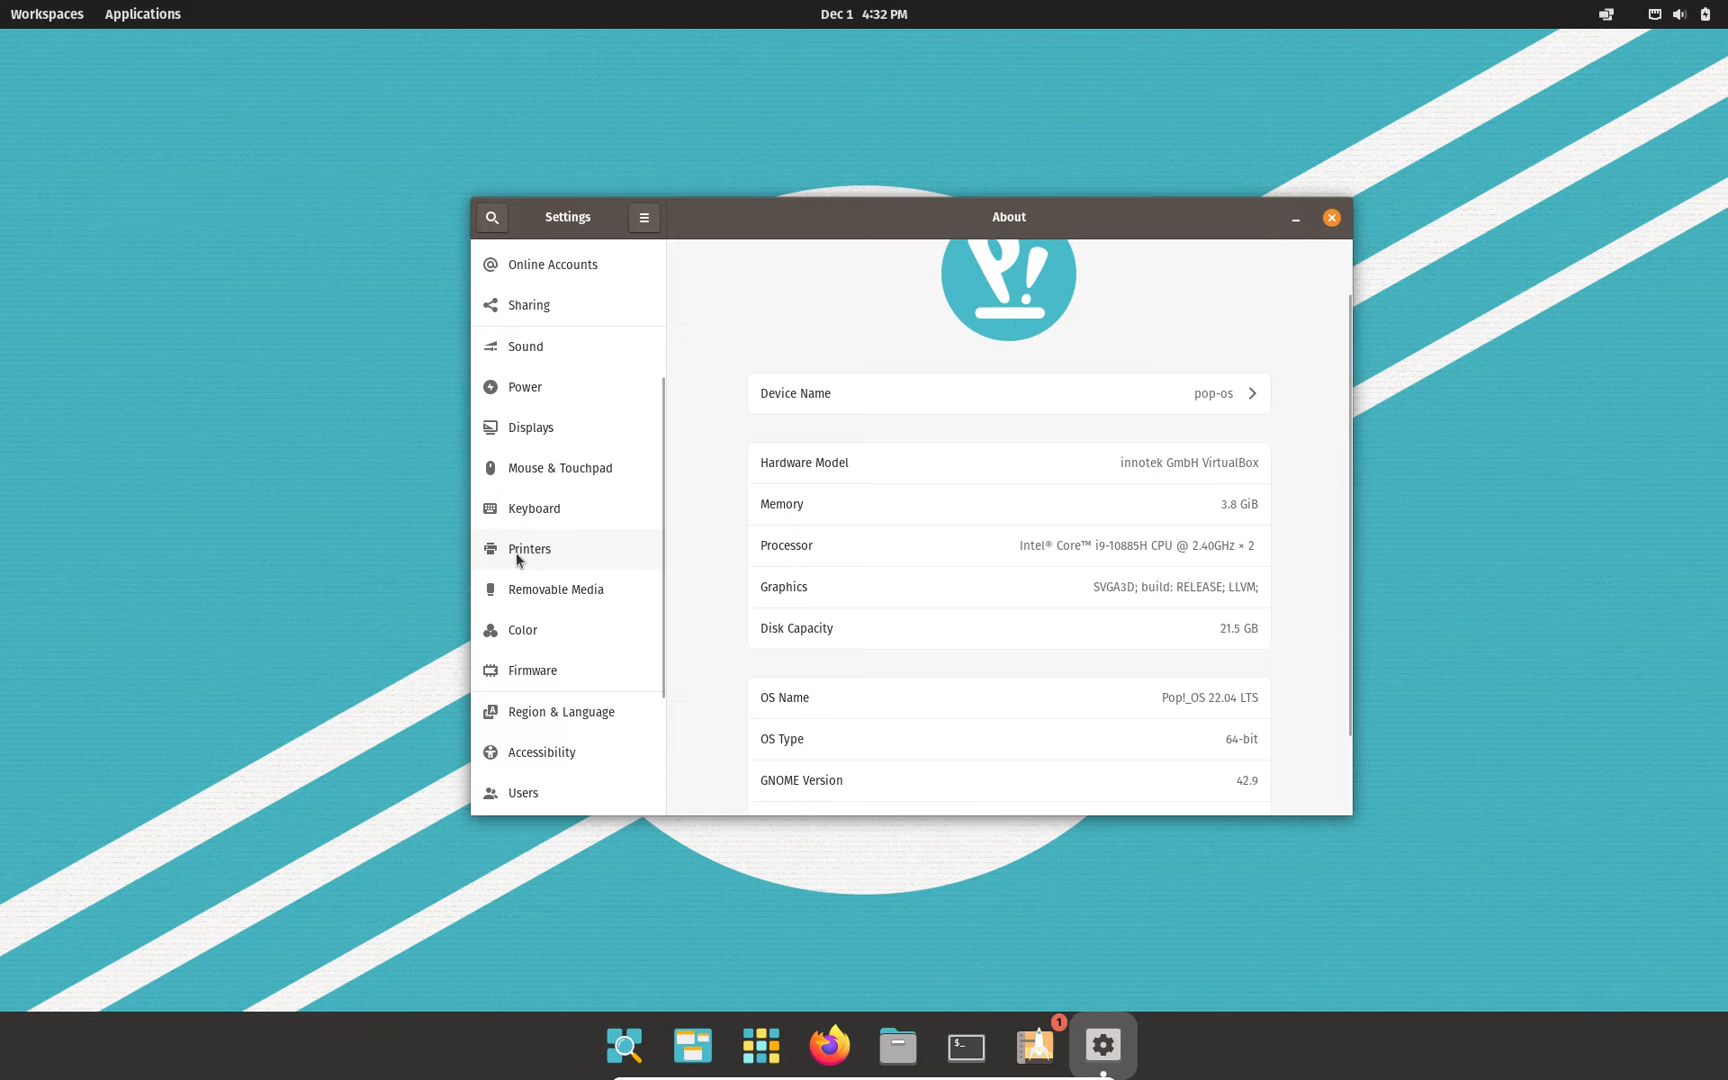 Workspaces Applications Dec 1 4:32 PM
Settings About
Online Accounts
Sharing
Sound
Power
Displays
Mouse & Touchpad
Keyboard
Printers
Removable Media
Color
Firmware
Region & Language
Accessibility
Users
P!
Device Name pop-os
Hardware Model innotek GmbH VirtualBox
Memory 3.8 GiB
Processor Intel® Core™ i9-10885H CPU @ 2.40GHz × 2
Graphics SVGA3D; build: RELEASE; LLVM;
Disk Capacity 21.5 GB
OS Name Pop!_OS 22.04 LTS
OS Type 64-bit
GNOME Version 42.9
$_
1